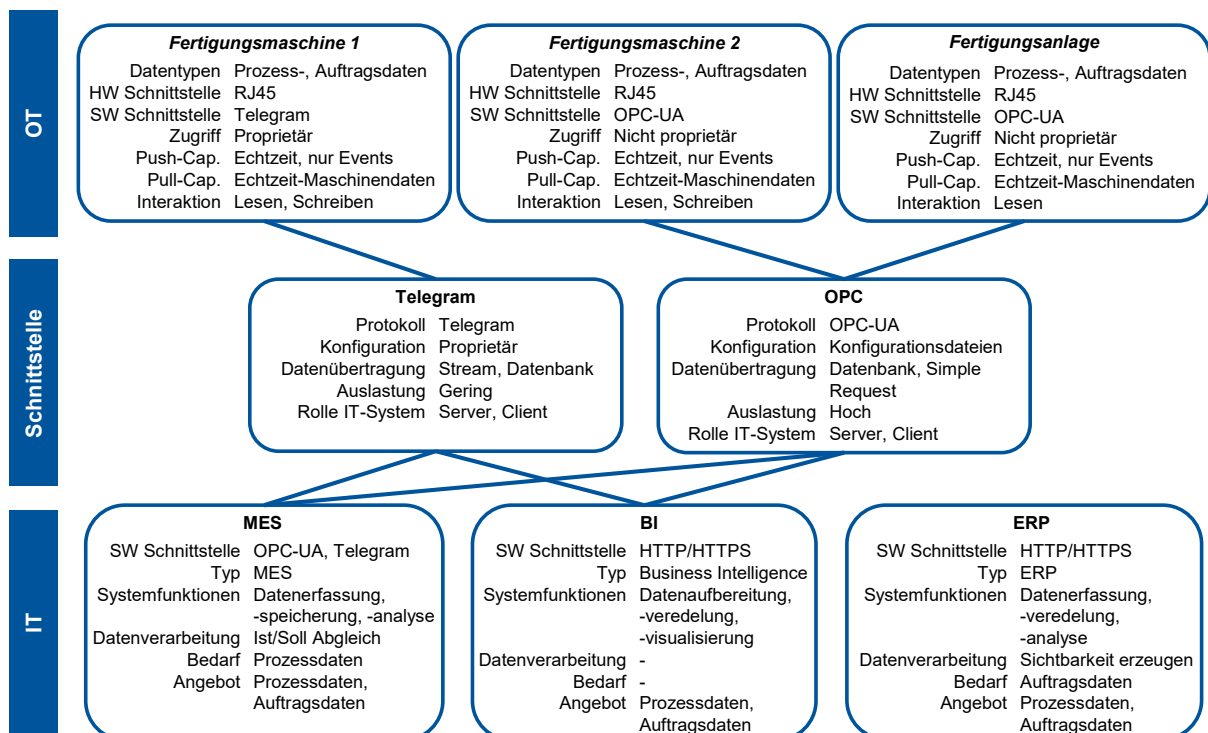 OT
Fertigungsmaschine 1
Datentypen Prozess-, Auftragsdaten
HW Schnittstelle RJ45
SW Schnittstelle Telegram
Zugriff Proprietär
Push-Cap. Echtzeit, nur Events
Pull-Cap. Echtzeit-Maschinendaten
Interaktion Lesen, Schreiben
Fertigungsmaschine 2
Datentypen Prozess-, Auftragsdaten
HW Schnittstelle RJ45
SW Schnittstelle OPC-UA
Zugriff Nicht proprietär
Push-Cap. Echtzeit, nur Events
Pull-Cap. Echtzeit-Maschinendaten
Interaktion Lesen, Schreiben
Fertigungsanlage
Datentypen Prozess-, Auftragsdaten
HW Schnittstelle RJ45
SW Schnittstelle OPC-UA
Zugriff Nicht proprietär
Push-Cap. Echtzeit, nur Events
Pull-Cap. Echtzeit-Maschinendaten
Interaktion Lesen
Schnittstelle
Telegram
Protokoll Telegram
Konfiguration Proprietär
Datenübertragung Stream, Datenbank
Auslastung Gering
Rolle IT-System Server, Client
OPC
Protokoll OPC-UA
Konfiguration Konfigurationsdateien
Datenübertragung Datenbank, Simple
Request
Auslastung Hoch
Rolle IT-System Server, Client
IT
MES
SW Schnittstelle OPC-UA, Telegram
Typ MES
Systemfunktionen Datenerfassung,
-speicherung, -analyse
Datenverarbeitung Ist/Soll Abgleich
Bedarf Prozessdaten
Angebot Prozessdaten,
Auftragsdaten
BI
SW Schnittstelle HTTP/HTTPS
Typ Business Intelligence
Systemfunktionen Datenaufbereitung,
-veredelung,
-visualisierung
Datenverarbeitung -
Bedarf -
Angebot Prozessdaten,
Auftragsdaten
ERP
SW Schnittstelle HTTP/HTTPS
Typ ERP
Systemfunktionen Datenerfassung,
-veredelung,
-analyse
Datenverarbeitung Sichtbarkeit erzeugen
Bedarf Auftragsdaten
Angebot Prozessdaten,
Auftragsdaten